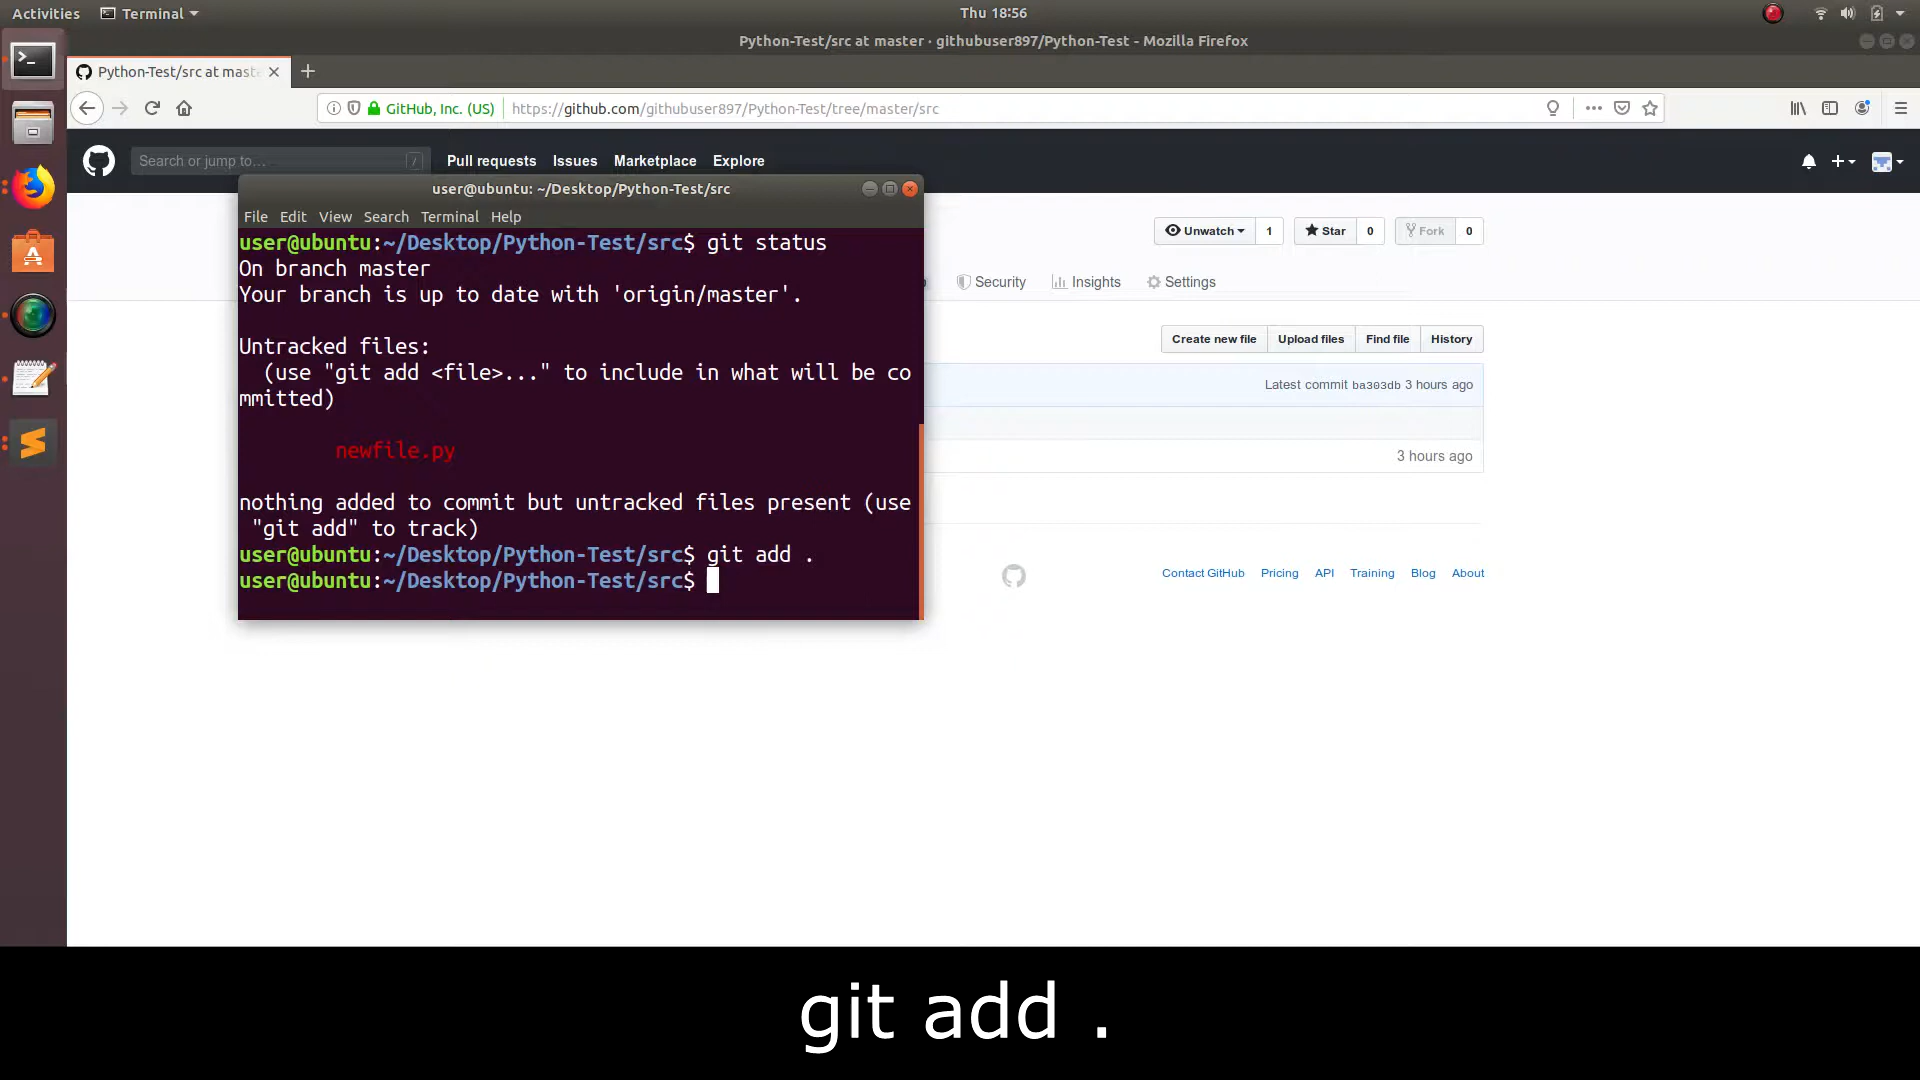 Activities Terminal Thu 18:56
Python-Test/src at master · githubuser897/Python-Test - Mozilla Firefox
Python-Test/src at mast
GitHub, Inc. (US) https://github.com/githubuser897/Python-Test/tree/master/src
Search or jump to… / Pull requests Issues Marketplace Explore
user@ubuntu: ~/Desktop/Python-Test/src
File Edit View Search Terminal Help
user@ubuntu:~/Desktop/Python-Test/src$ git status
On branch master
Your branch is up to date with 'origin/master'.
Untracked files:
(use "git add <file>..." to include in what will be co
mmitted)
newfile.py
nothing added to commit but untracked files present (use
"git add" to track)
user@ubuntu:~/Desktop/Python-Test/src$ git add .
user@ubuntu:~/Desktop/Python-Test/src$
Unwatch 1 Star 0 Fork 0
Security Insights Settings
Create new file Upload files Find file History
Latest commit ba303db 3 hours ago
3 hours ago
Contact GitHub Pricing API Training Blog About
git add .